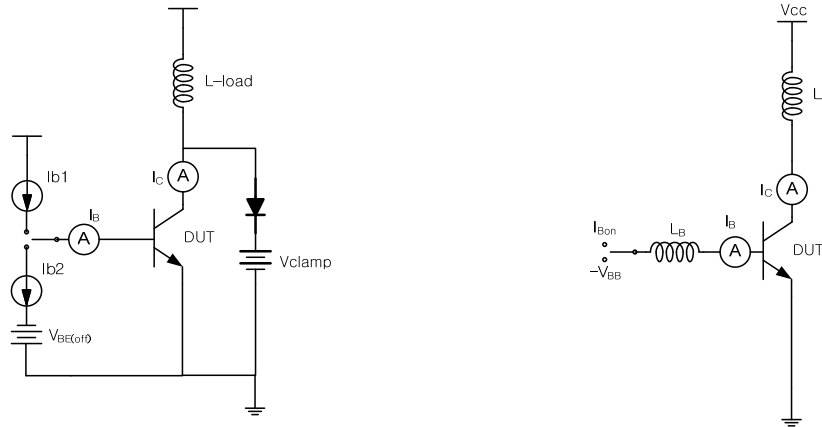 L-load
Ib1
IC
A
IB
A
DUT
Ib2
Vclamp
VBE(off)
Vcc
L
IC
A
IBon
LB
IB
A
DUT
-VBB